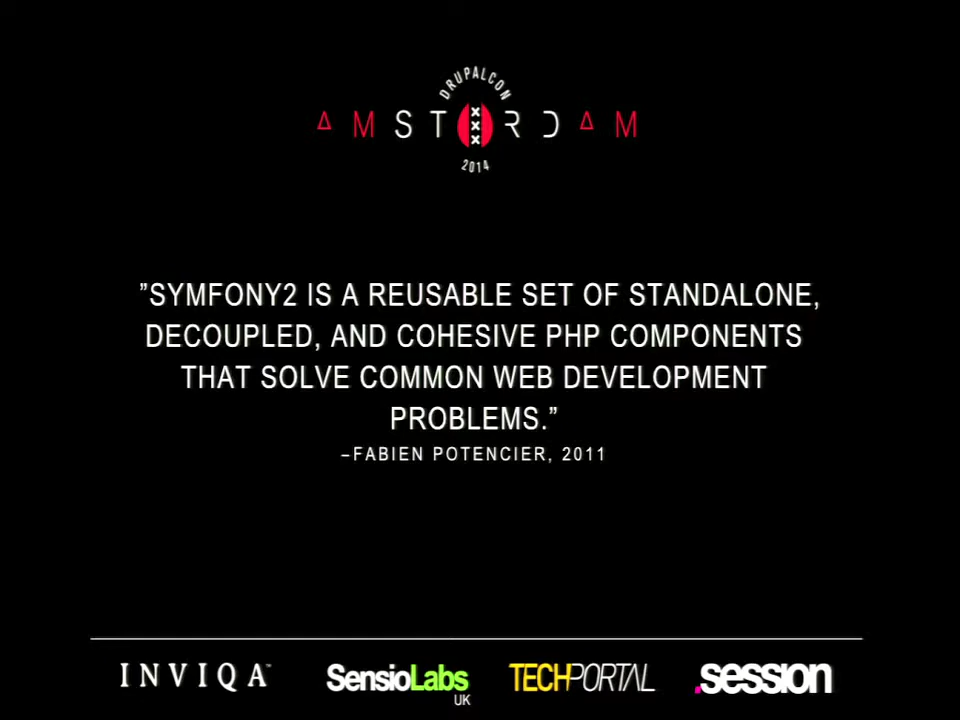 DRUPALCON
AMSTERDAM
2014
”SYMFONY2 IS A REUSABLE SET OF STANDALONE,
DECOUPLED, AND COHESIVE PHP COMPONENTS
THAT SOLVE COMMON WEB DEVELOPMENT
PROBLEMS.”
–FABIEN POTENCIER, 2011
INVIQA™ SensioLabs TECHPORTAL .session
UK